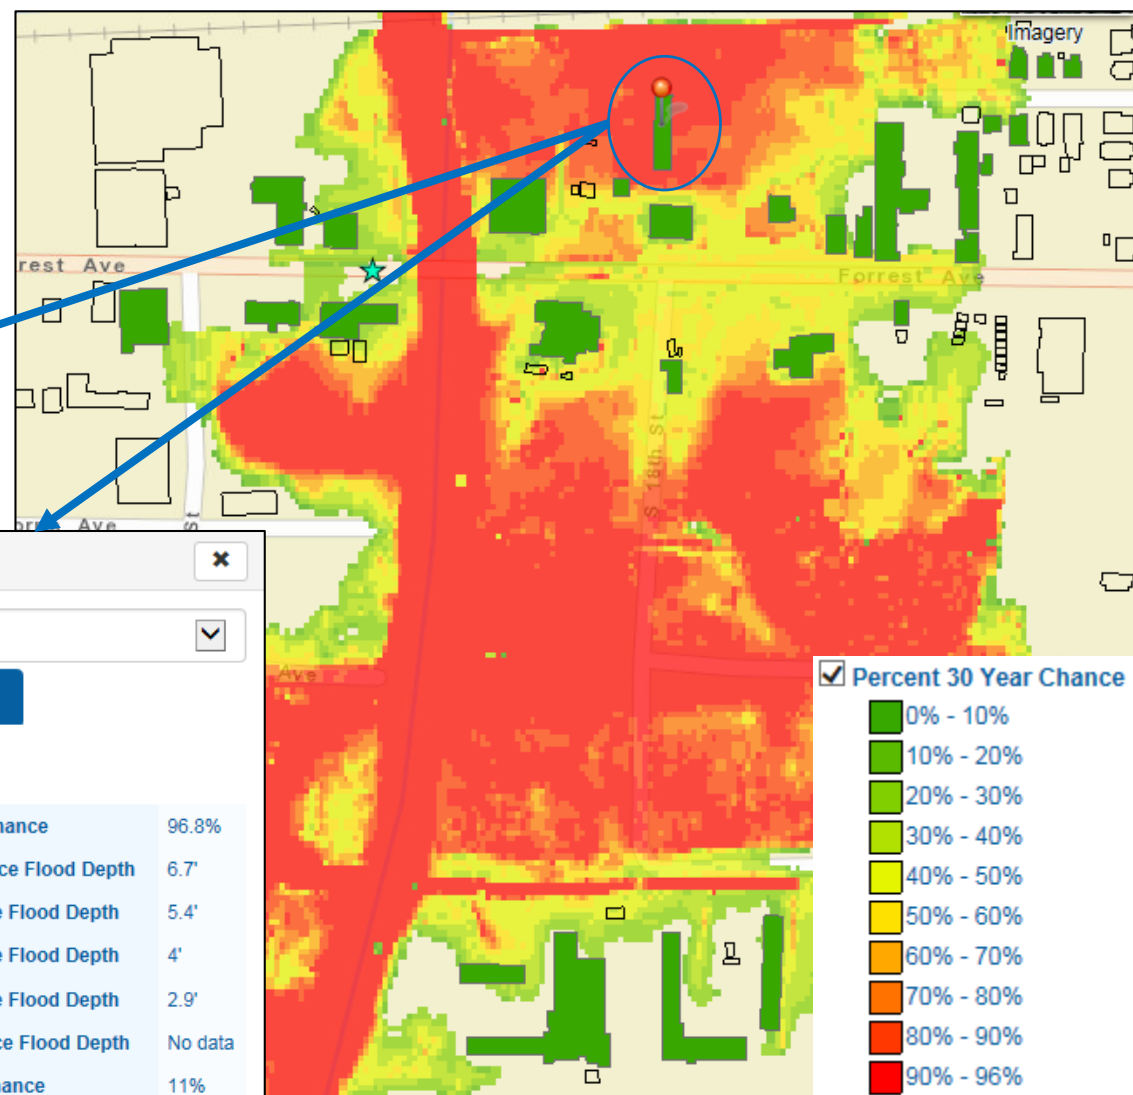 Imagery
rest Ave
Forrest Ave
S 18th St
Ave
St
Ave
hance 96.8%
ce Flood Depth 6.7'
e Flood Depth 5.4'
e Flood Depth 4'
e Flood Depth 2.9'
ce Flood Depth No data
hance 11%
Percent 30 Year Chance
0% - 10%
10% - 20%
20% - 30%
30% - 40%
40% - 50%
50% - 60%
60% - 70%
70% - 80%
80% - 90%
90% - 96%